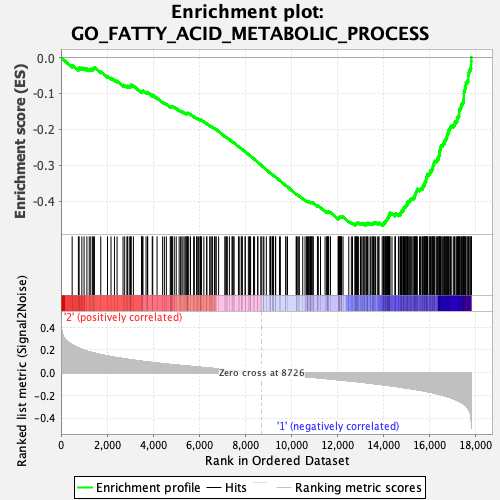 Enrichment plot:
GO_FATTY_ACID_METABOLIC_PROCESS
Enrichment score (ES)
0.0
-0.1
-0.2
-0.3
-0.4
'2' (positively correlated)
Ranked list metric (Signal2Noise)
0.4
0.2
0.0
-0.2
-0.4
Zero cross at 8726
'1' (negatively correlated)
0
2,000
4,000
6,000
8,000
10,000
12,000
14,000
16,000
18,000
Rank in Ordered Dataset
Enrichment profile
Hits
Ranking metric scores